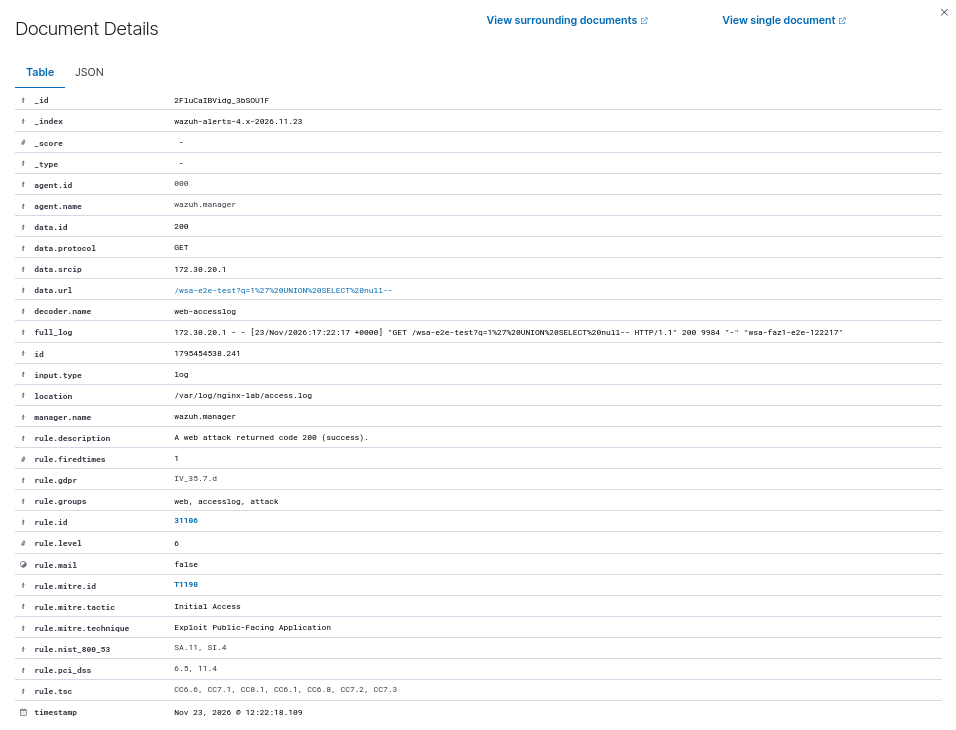 Document Details
View surrounding documents
View single document
Table JSON
t _id 2FluCaIBVidg_3bSOU1F
t _index wazuh-alerts-4.x-2026.11.23
# _score -
t _type -
t agent.id 000
t agent.name wazuh.manager
t data.id 200
t data.protocol GET
t data.srcip 172.30.20.1
t data.url /wsa-e2e-test?q=1%27%20UNION%20SELECT%20null--
t decoder.name web-accesslog
t full_log 172.30.20.1 - - [23/Nov/2026:17:22:17 +0000] "GET /wsa-e2e-test?q=1%27%20UNION%20SELECT%20null-- HTTP/1.1" 200 9984 "-" "wsa-faz1-e2e-122217"
t id 1795454538.241
t input.type log
t location /var/log/nginx-lab/access.log
t manager.name wazuh.manager
t rule.description A web attack returned code 200 (success).
# rule.firedtimes 1
t rule.gdpr IV_35.7.d
t rule.groups web, accesslog, attack
t rule.id 31106
# rule.level 6
rule.mail false
t rule.mitre.id T1190
t rule.mitre.tactic Initial Access
t rule.mitre.technique Exploit Public-Facing Application
t rule.nist_800_53 SA.11, SI.4
t rule.pci_dss 6.5, 11.4
t rule.tsc CC6.6, CC7.1, CC8.1, CC6.1, CC6.8, CC7.2, CC7.3
timestamp Nov 23, 2026 @ 12:22:18.109